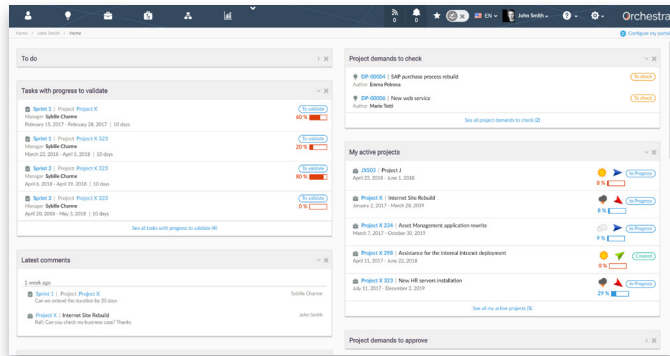 0
0
EN
John Smith
Orchestra
Home / John Smith / Home
Configure my portal
To do
Tasks with progress to validate
Sprint 1 | Project Project X
To validate
Manager Sybille Charme
60 %
February 15, 2017 - February 28, 2017 | 10 days
Sprint 1 | Project Project X 323
To validate
Manager Sybille Charme
20 %
March 22, 2018 - April 5, 2018 | 10 days
Sprint 2 | Project Project X 323
To validate
Manager Sybille Charme
80 %
April 6, 2018 - April 19, 2018 | 10 days
Sprint 3 | Project Project X 323
To validate
Manager Sybille Charme
0 %
April 20, 2018 - May 3, 2018 | 10 days
See all tasks with progress to validate (4)
Latest comments
1 week ago
Sprint 1 | Project Project X
Sybille Charme
Can we extend the duration by 20 days
Project X | Internet Site Rebuild
John Smith
Ralf, Can you check my business case? Thanks
Project demands to check
DP-00004 | SAP purchase process rebuild
To check
Author Emma Petrova
DP-00006 | New web service
To check
Author Mario Totti
See all project demands to check (2)
My active projects
JX503 | Project J
In Progress
April 23, 2018 - June 1, 2018
8 %
Project X | Internet Site Rebuild
In Progress
January 2, 2017 - March 28, 2019
8 %
Project X 234 | Asset Management application rewrite
In Progress
March 7, 2017 - October 30, 2019
9 %
Project X 298 | Assistance for the internal Intranet deployment
Created
April 11, 2017 - June 22, 2018
0 %
Project X 323 | New HR servers installation
In Progress
July 11, 2017 - December 2, 2019
29 %
See all my active projects (5)
Project demands to approve